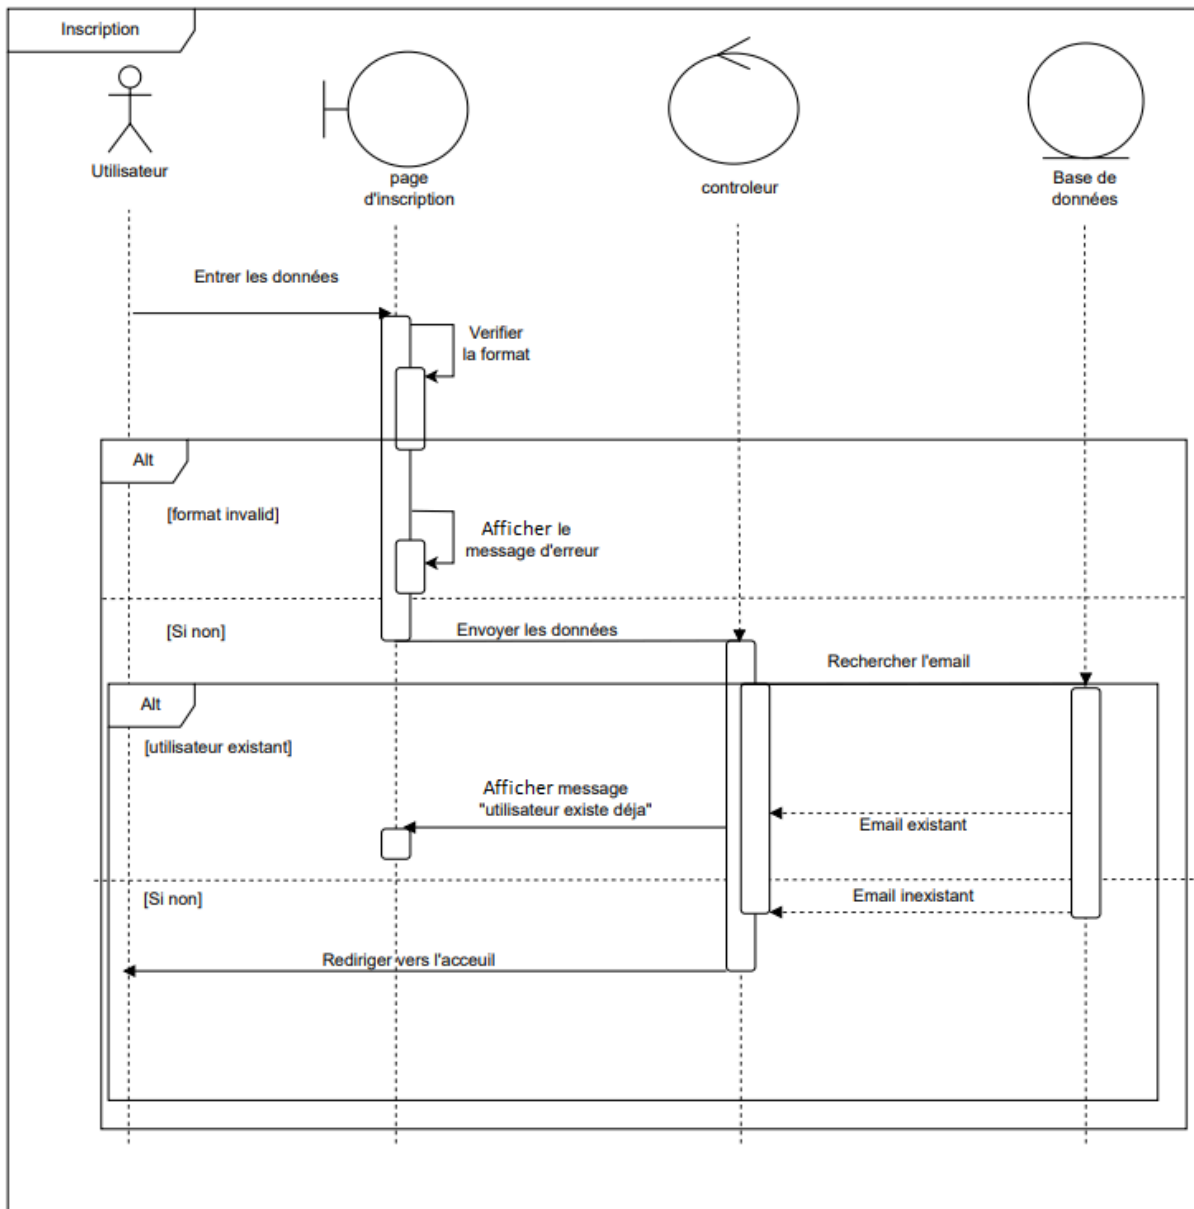 Inscription
Utilisateur
page
d'inscription
controleur
Base de
données
Entrer les données
Verifier
la format
Alt
[format invalid]
Afficher le
message d'erreur
[Si non]
Envoyer les données
Rechercher l'email
Alt
[utilisateur existant]
Afficher message
"utilisateur existe déja"
Email existant
[Si non]
Email inexistant
Rediriger vers l'acceuil